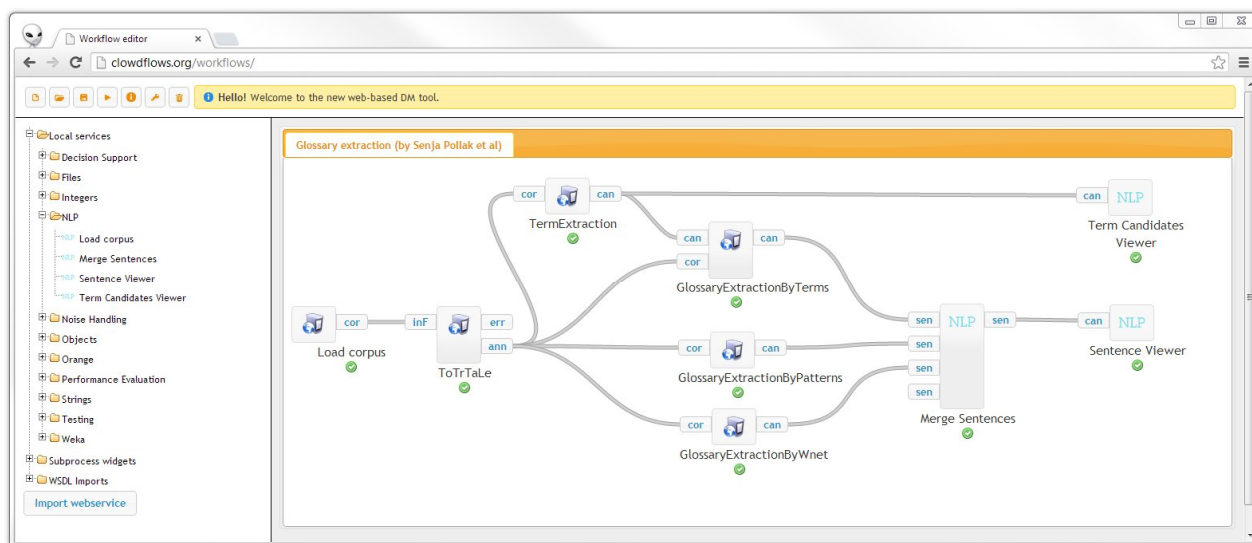 Workflow editor
clowdflows.org/workflows/
Hello! Welcome to the new web-based DM tool.
Local services
Decision Support
Files
Integers
NLP
NLP Load corpus
NLP Merge Sentences
NLP Sentence Viewer
NLP Term Candidates Viewer
Noise Handling
Objects
Orange
Performance Evaluation
Strings
Testing
Weka
Subprocess widgets
WSDL Imports
Import webservice
Glossary extraction (by Senja Pollak et al)
cor can
TermExtraction
can NLP
Term Candidates
Viewer
can can
cor
GlossaryExtractionByTerms
cor
Load corpus
inF err
ann
ToTrTaLe
cor can
GlossaryExtractionByPatterns
cor can
GlossaryExtractionByWnet
sen NLP sen
sen
sen
sen
Merge Sentences
can NLP
Sentence Viewer